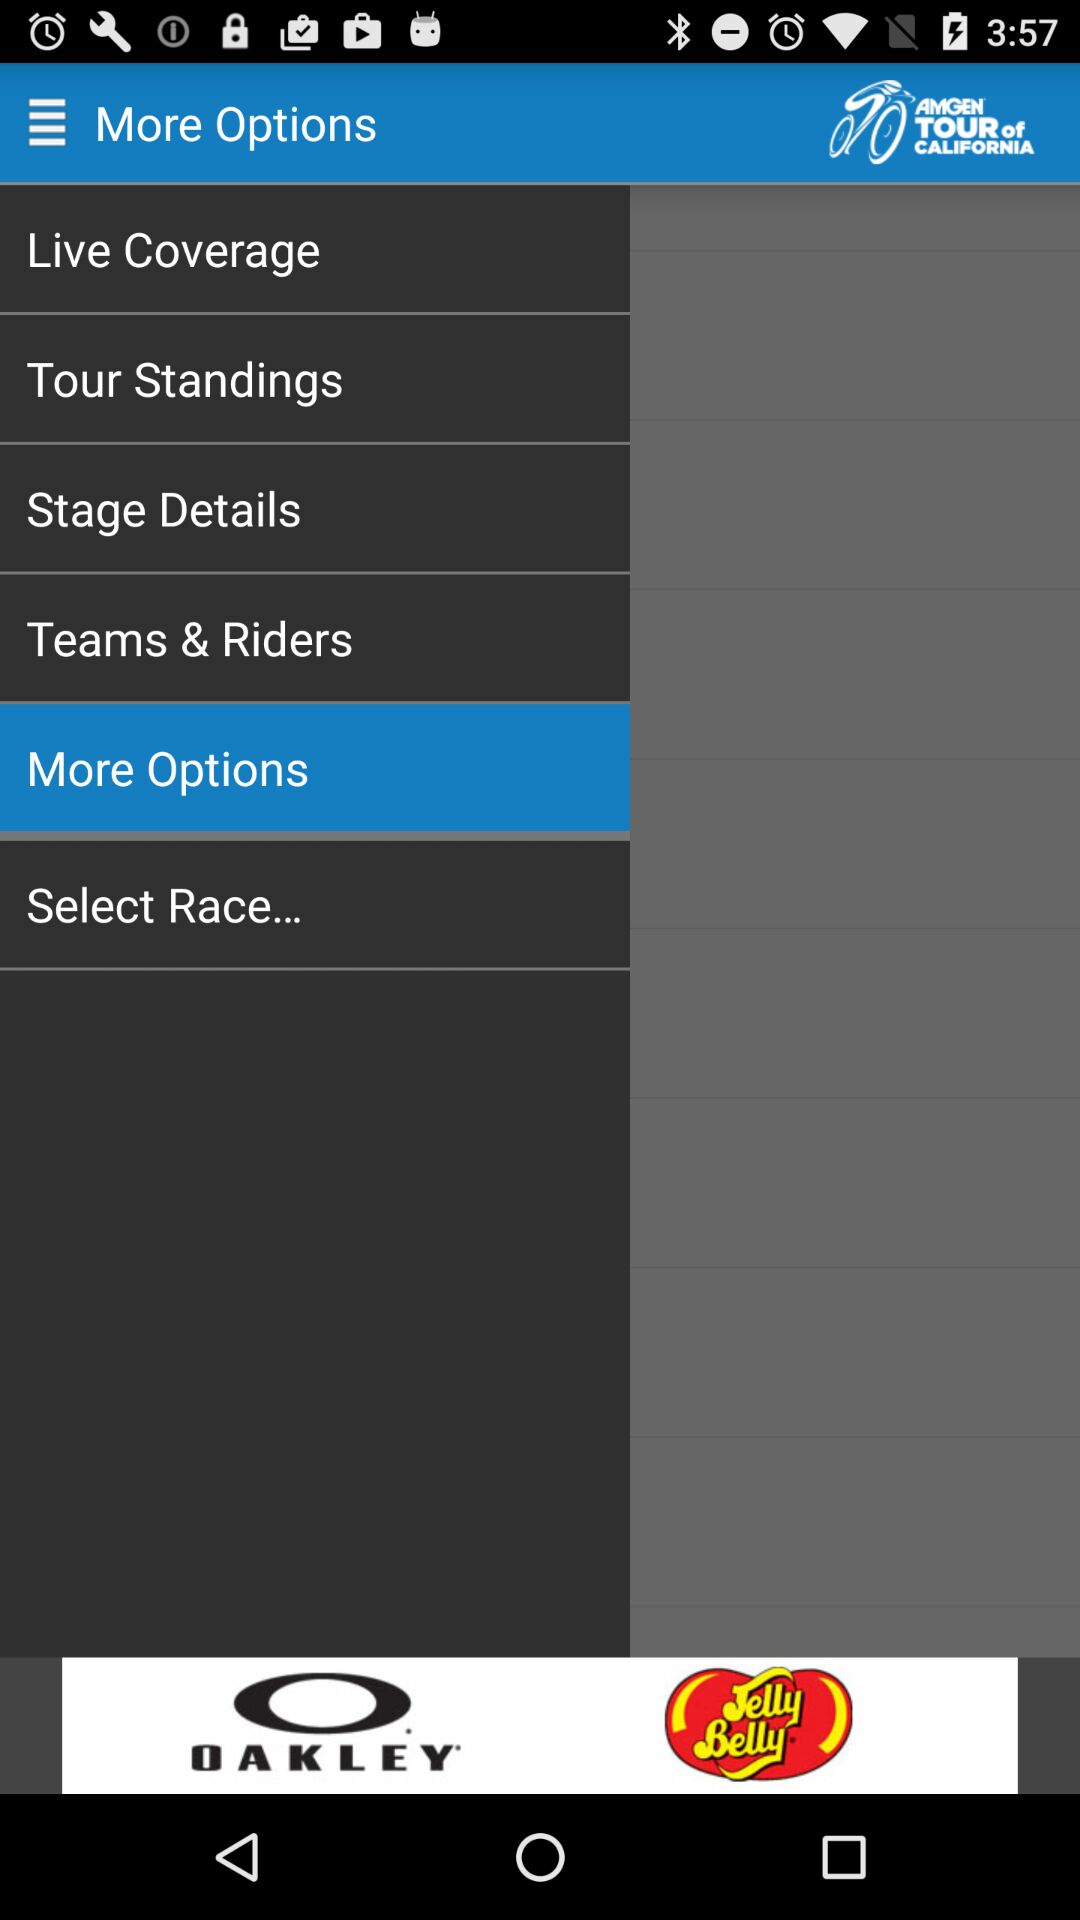 3:57
More Options
AMGEN
TOUR of
CALIFORNIA
Live Coverage
Tour Standings
Stage Details
Teams & Riders
More Options
Select Race...
OAKLEY
Jelly
Belly